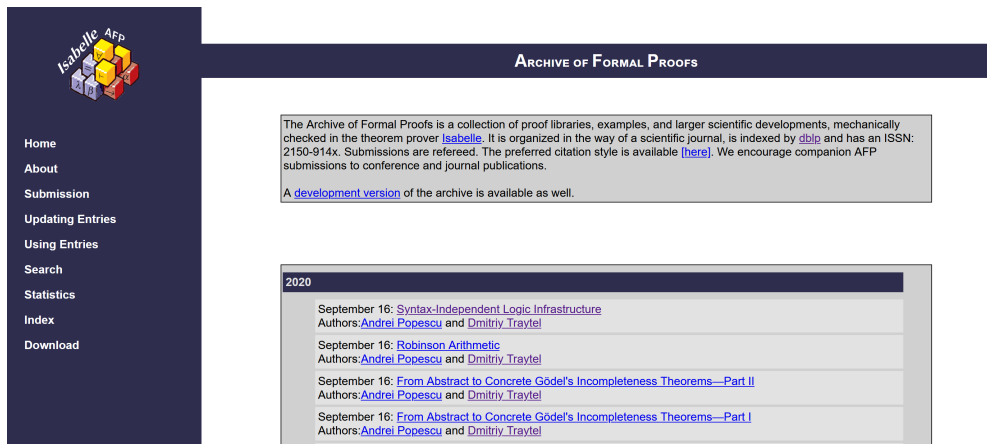 Isabelle AFP
λ
β
ARCHIVE OF FORMAL PROOFS
Home
About
Submission
Updating Entries
Using Entries
Search
Statistics
Index
Download
The Archive of Formal Proofs is a collection of proof libraries, examples, and larger scientific developments, mechanically
checked in the theorem prover Isabelle. It is organized in the way of a scientific journal, is indexed by dblp and has an ISSN:
2150-914x. Submissions are refereed. The preferred citation style is available [here]. We encourage companion AFP
submissions to conference and journal publications.
A development version of the archive is available as well.
2020
September 16: Syntax-Independent Logic Infrastructure
Authors:Andrei Popescu and Dmitriy Traytel
September 16: Robinson Arithmetic
Authors:Andrei Popescu and Dmitriy Traytel
September 16: From Abstract to Concrete Gödel's Incompleteness Theorems—Part II
Authors:Andrei Popescu and Dmitriy Traytel
September 16: From Abstract to Concrete Gödel's Incompleteness Theorems—Part I
Authors:Andrei Popescu and Dmitriy Traytel